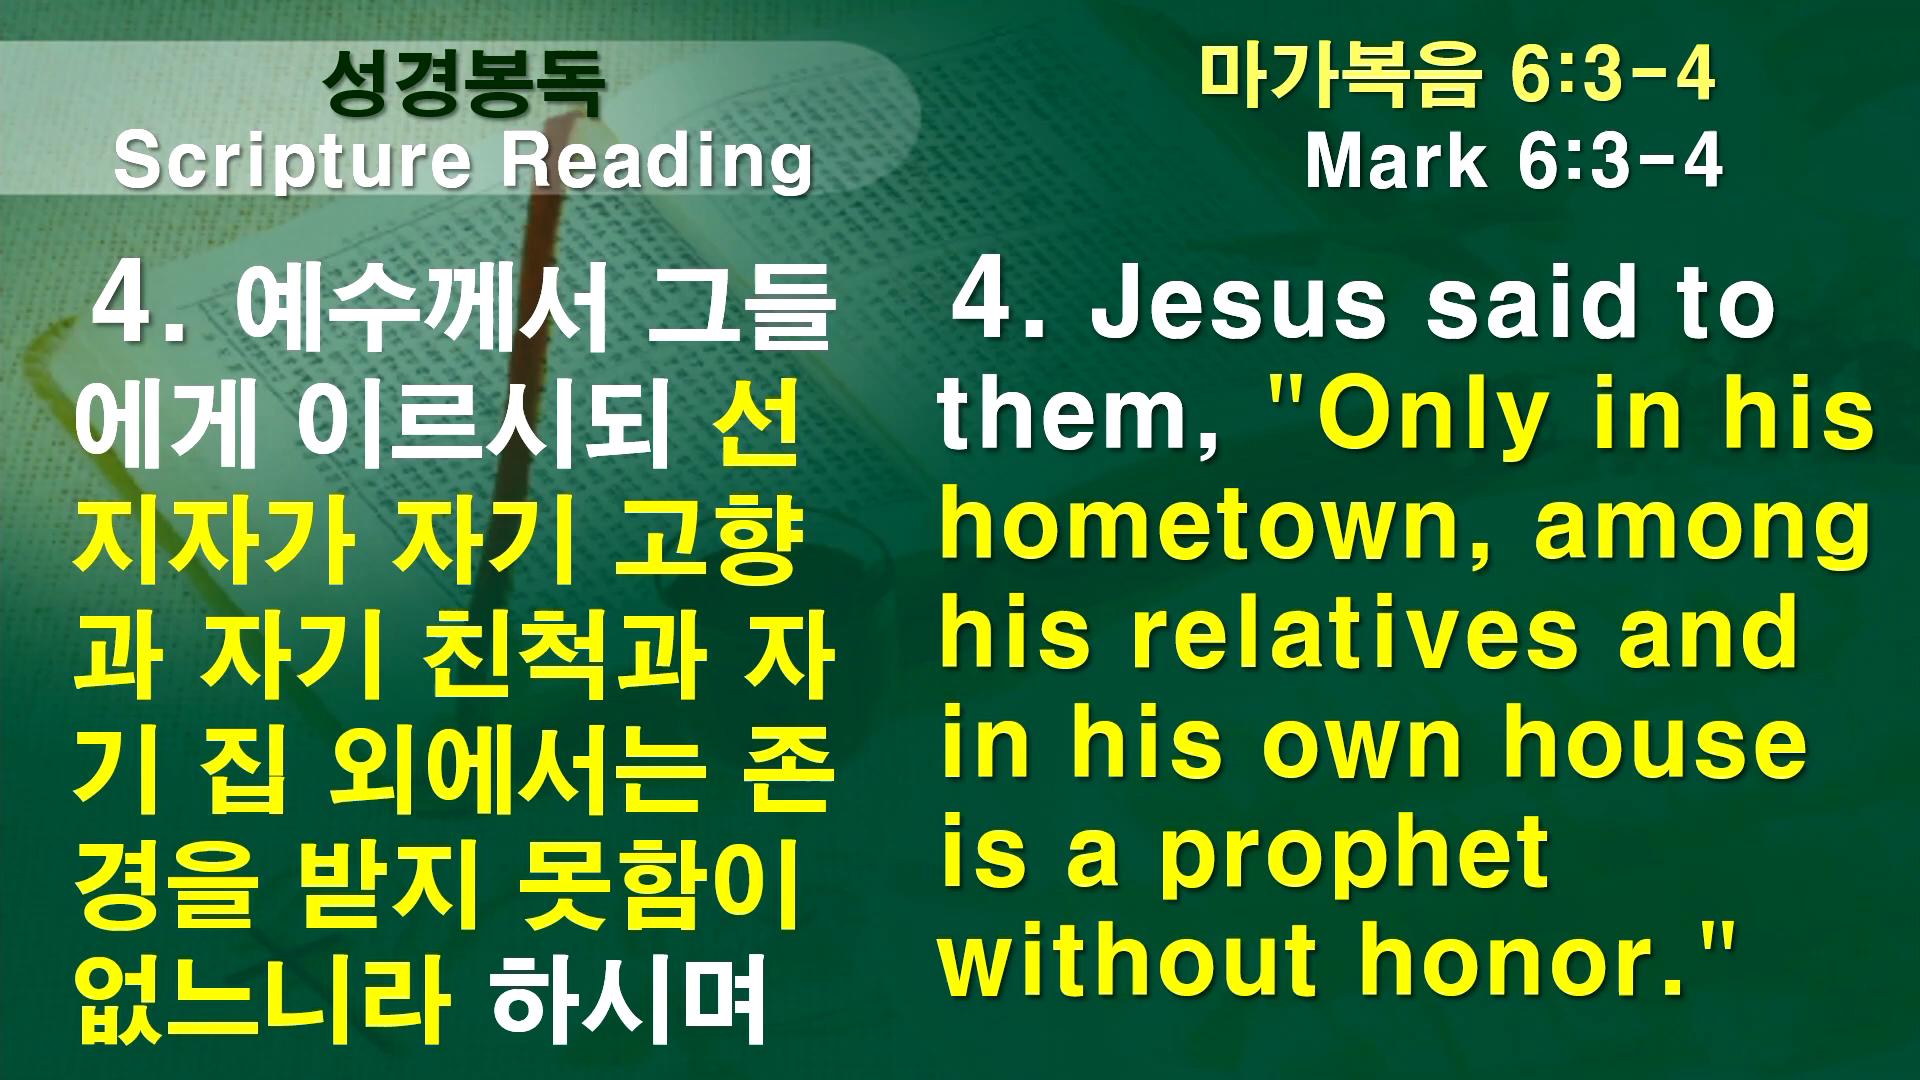 성경봉독
Scripture Reading
마가복음 6:3-4
Mark 6:3-4
4. 예수께서 그들
에게 이르시되 선
지자가 자기 고향
과 자기 친척과 자
기 집 외에서는 존
경을 받지 못함이
없느니라 하시며
4. Jesus said to
them, "Only in his
hometown, among
his relatives and
in his own house
is a prophet
without honor."